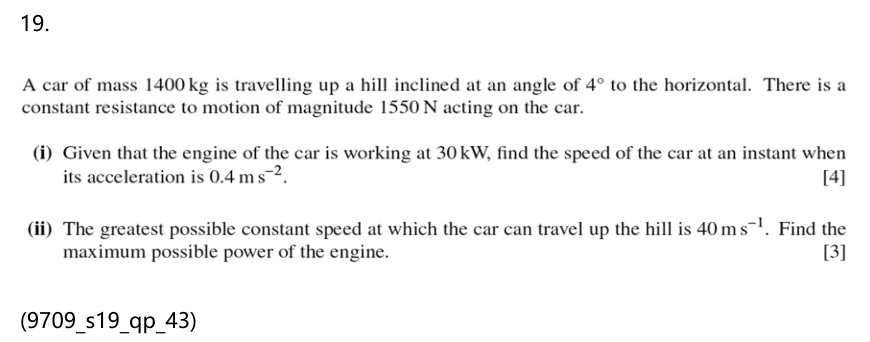 19.
A car of mass 1400 kg is travelling up a hill inclined at an angle of 4° to the horizontal. There is a
constant resistance to motion of magnitude 1550 N acting on the car.
(i) Given that the engine of the car is working at 30 kW, find the speed of the car at an instant when
its acceleration is 0.4 m s⁻².
[4]
(ii) The greatest possible constant speed at which the car can travel up the hill is 40 m s⁻¹. Find the
maximum possible power of the engine.
[3]
(9709_s19_qp_43)